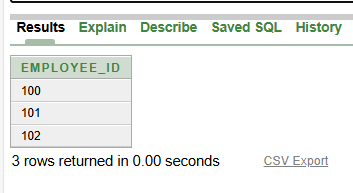 Results Explain Describe Saved SQL History
EMPLOYEE_ID
100
101
102
3 rows returned in 0.00 seconds CSV Export